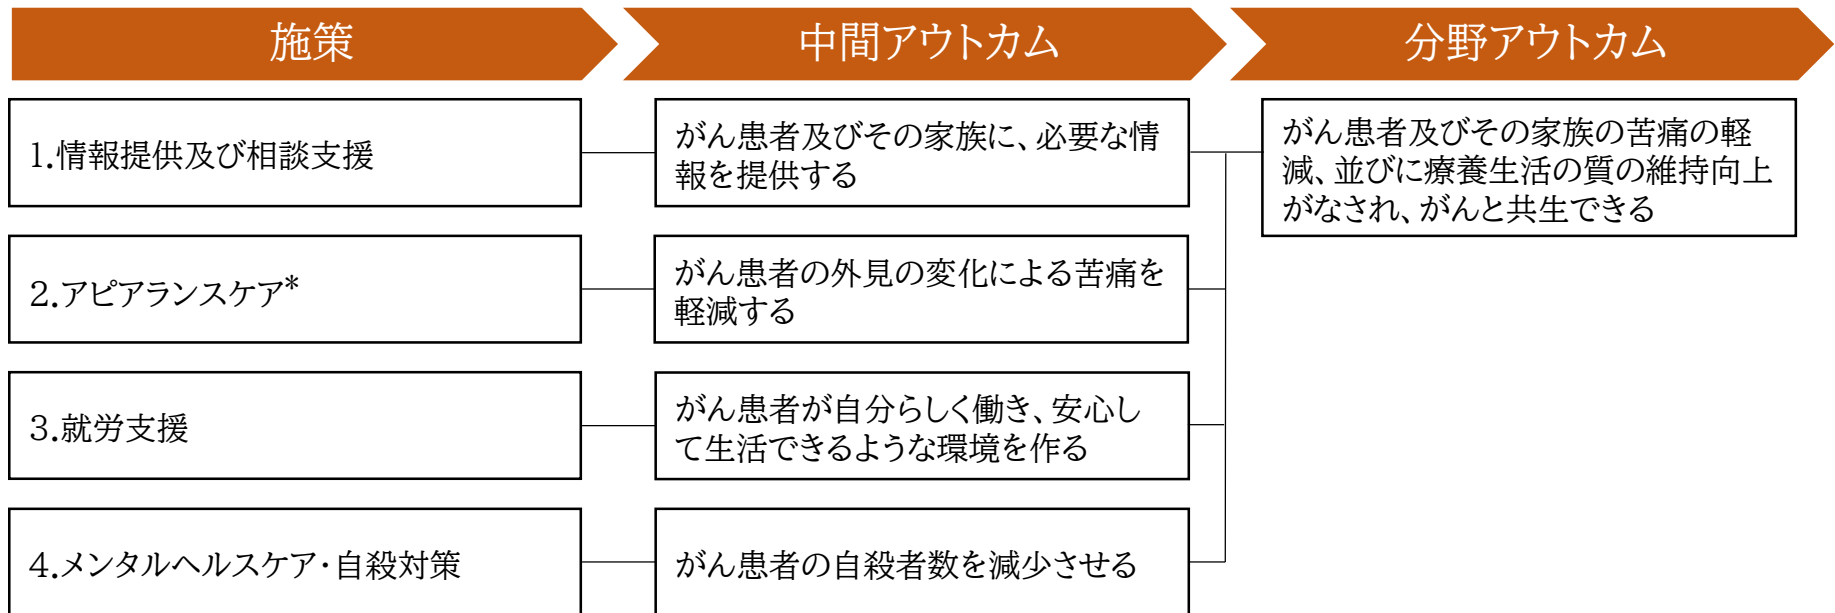 施策
中間アウトカム
分野アウトカム
1.情報提供及び相談支援
がん患者及びその家族に、必要な情
報を提供する
がん患者及びその家族の苦痛の軽
減、並びに療養生活の質の維持向上
がなされ、がんと共生できる
2.アピアランスケア*
がん患者の外見の変化による苦痛を
軽減する
3.就労支援
がん患者が自分らしく働き、安心し
て生活できるような環境を作る
4.メンタルヘルスケア・自殺対策
がん患者の自殺者数を減少させる